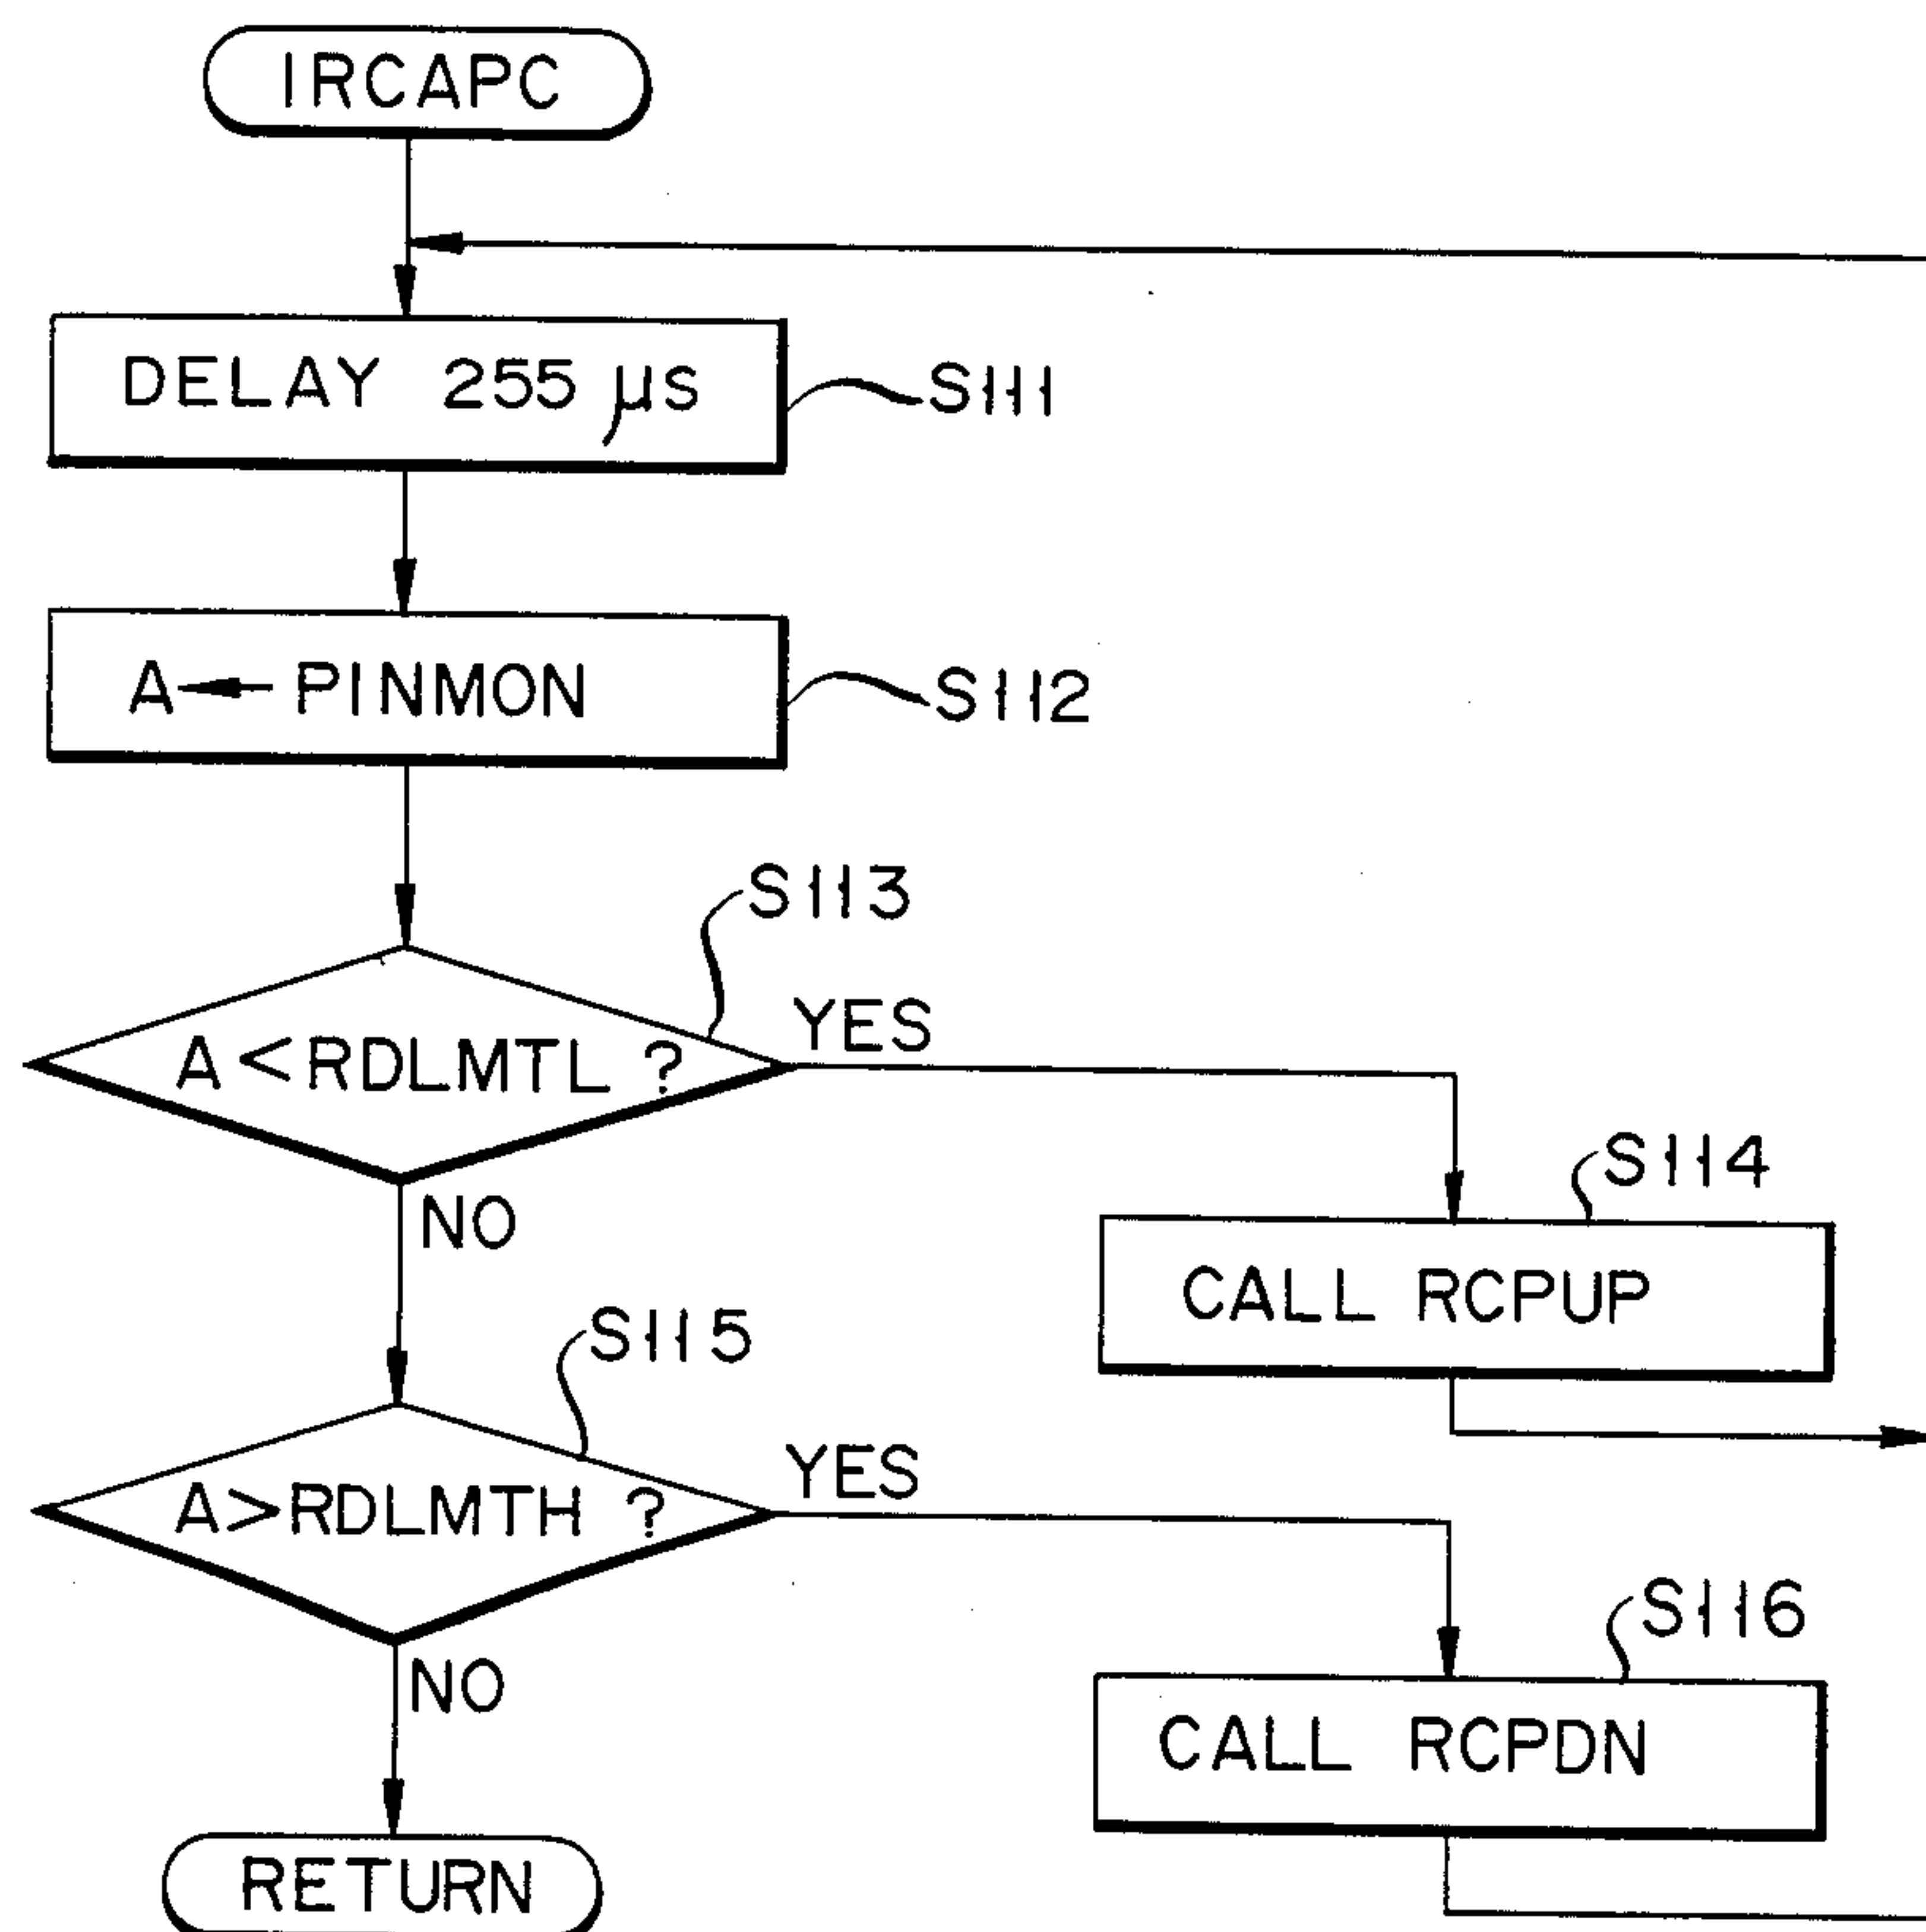 IRCAPC
DELAY 255 µs
S111
A ← PINMON
S112
S113
A < RDLMTL ?
YES
NO
S114
CALL RCPUP
S115
A > RDLMTH ?
YES
NO
S116
CALL RCPDN
RETURN